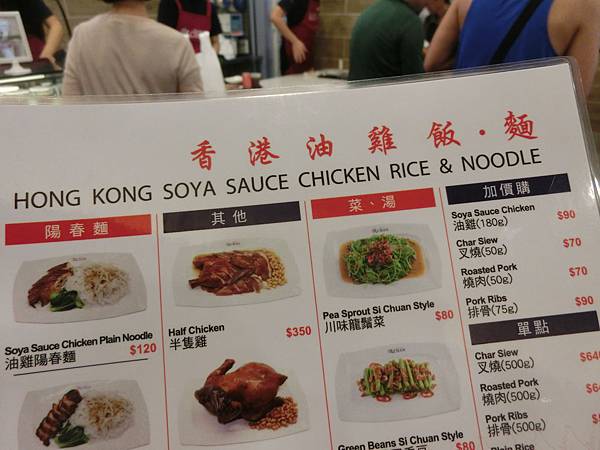 香港油雞飯·麵
HONG KONG SOYA SAUCE CHICKEN RICE & NOODLE
陽春麵
Soya Sauce Chicken Plain Noodle
油雞陽春麵 $120
其他
Half Chicken
半隻雞 $350
菜、湯
Pea Sprout Si Chuan Style
川味龍鬚菜 $80
Green Beans Si Chuan Style
$80
加價購
Soya Sauce Chicken
油雞(180g) $90
Char Siew
叉燒(50g) $70
Roasted Pork
燒肉(50g) $70
Pork Ribs
排骨(75g) $90
單點
Char Siew
叉燒(500g) $640
Roasted Pork
燒肉(500g)
Pork Ribs
排骨(500g)
Plain Rice